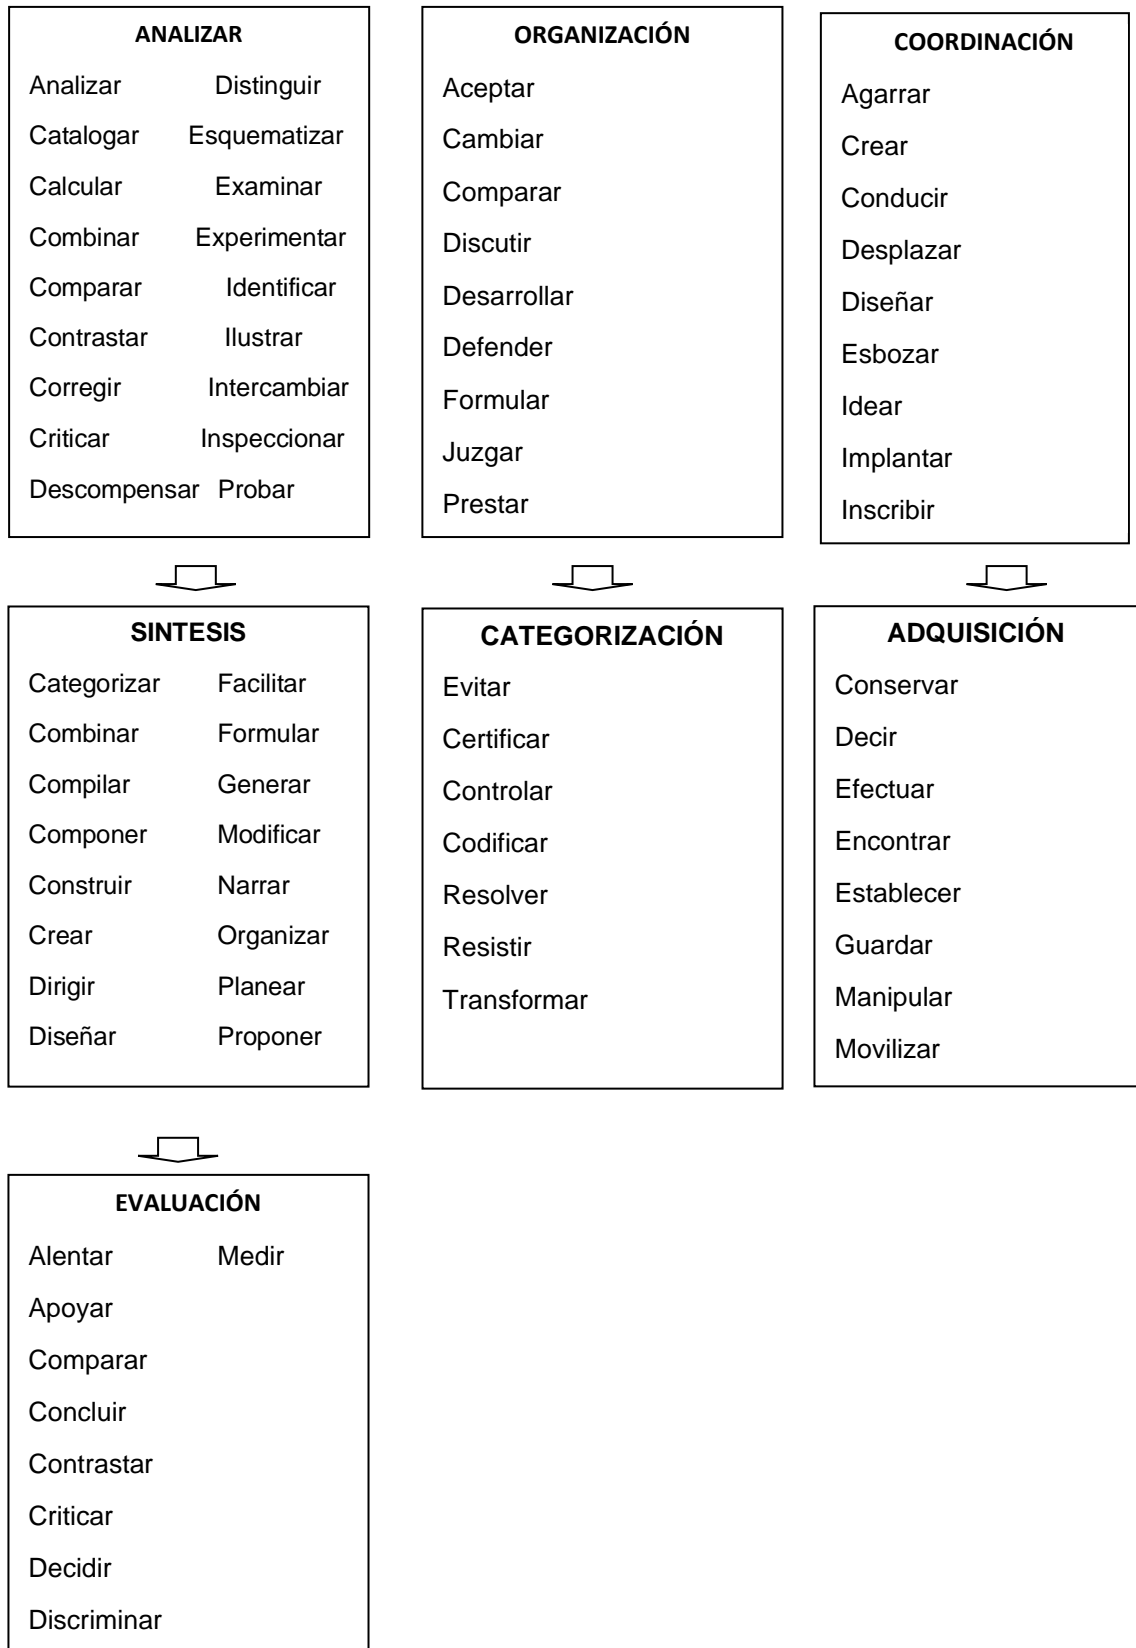 ANALIZAR
Analizar Distinguir
Catalogar Esquematizar
Calcular Examinar
Combinar Experimentar
Comparar Identificar
Contrastar Ilustrar
Corregir Intercambiar
Criticar Inspeccionar
Descompensar Probar
ORGANIZACIÓN
Aceptar
Cambiar
Comparar
Discutir
Desarrollar
Defender
Formular
Juzgar
Prestar
COORDINACIÓN
Agarrar
Crear
Conducir
Desplazar
Diseñar
Esbozar
Idear
Implantar
Inscribir
SINTESIS
Categorizar Facilitar
Combinar Formular
Compilar Generar
Componer Modificar
Construir Narrar
Crear Organizar
Dirigir Planear
Diseñar Proponer
CATEGORIZACIÓN
Evitar
Certificar
Controlar
Codificar
Resolver
Resistir
Transformar
ADQUISICIÓN
Conservar
Decir
Efectuar
Encontrar
Establecer
Guardar
Manipular
Movilizar
EVALUACIÓN
Alentar Medir
Apoyar
Comparar
Concluir
Contrastar
Criticar
Decidir
Discriminar